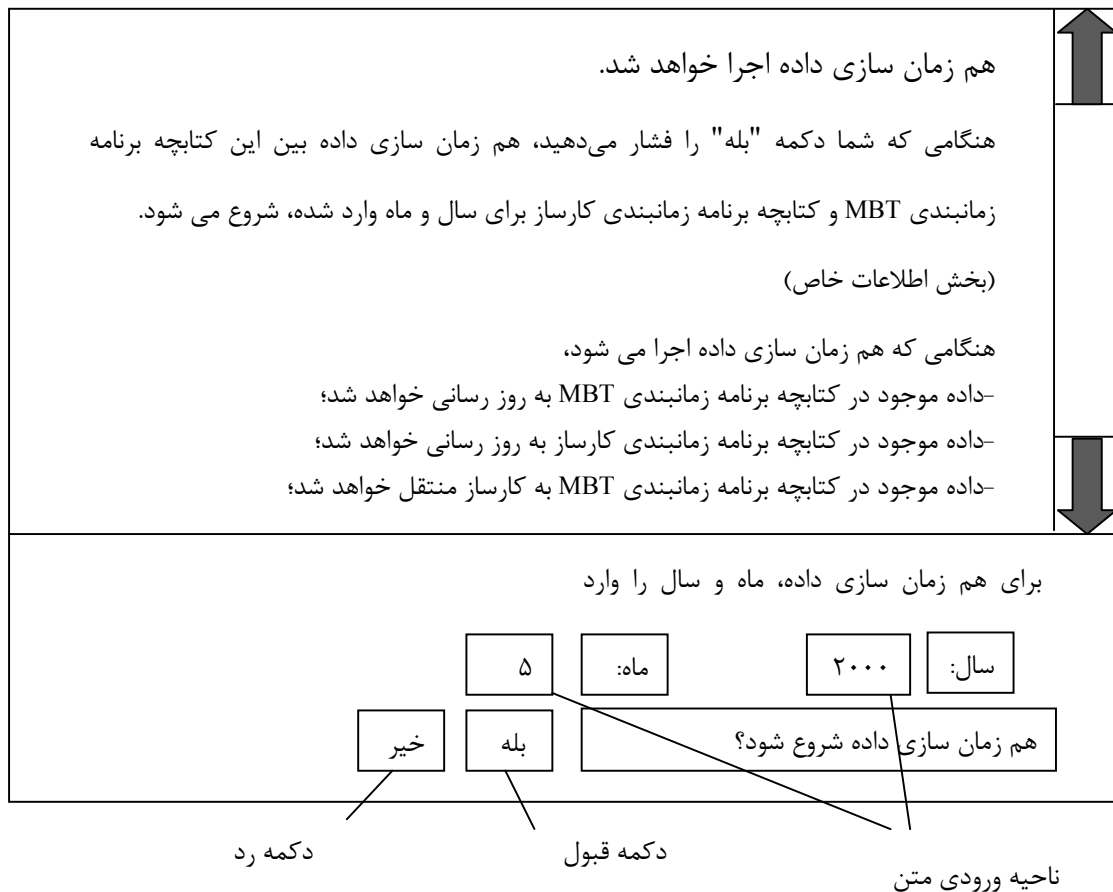 هم زمان سازی داده اجرا خواهد شد.
هنگامی که شما دکمه "بله" را فشار می‌دهید، هم زمان سازی داده بین این کتابچه برنامه
زمانبندی MBT و کتابچه برنامه زمانبندی کارساز برای سال و ماه وارد شده، شروع می شود.
(بخش اطلاعات خاص)
هنگامی که هم زمان سازی داده اجرا می شود،
-داده موجود در کتابچه برنامه زمانبندی MBT به روز رسانی خواهد شد؛
-داده موجود در کتابچه برنامه زمانبندی کارساز به روز رسانی خواهد شد؛
-داده موجود در کتابچه برنامه زمانبندی MBT به کارساز منتقل خواهد شد؛
برای هم زمان سازی داده، ماه و سال را وارد
سال: ۲۰۰۰ ماه: ۵
هم زمان سازی داده شروع شود؟ بله خیر
دکمه قبول دکمه رد
ناحیه ورودی متن